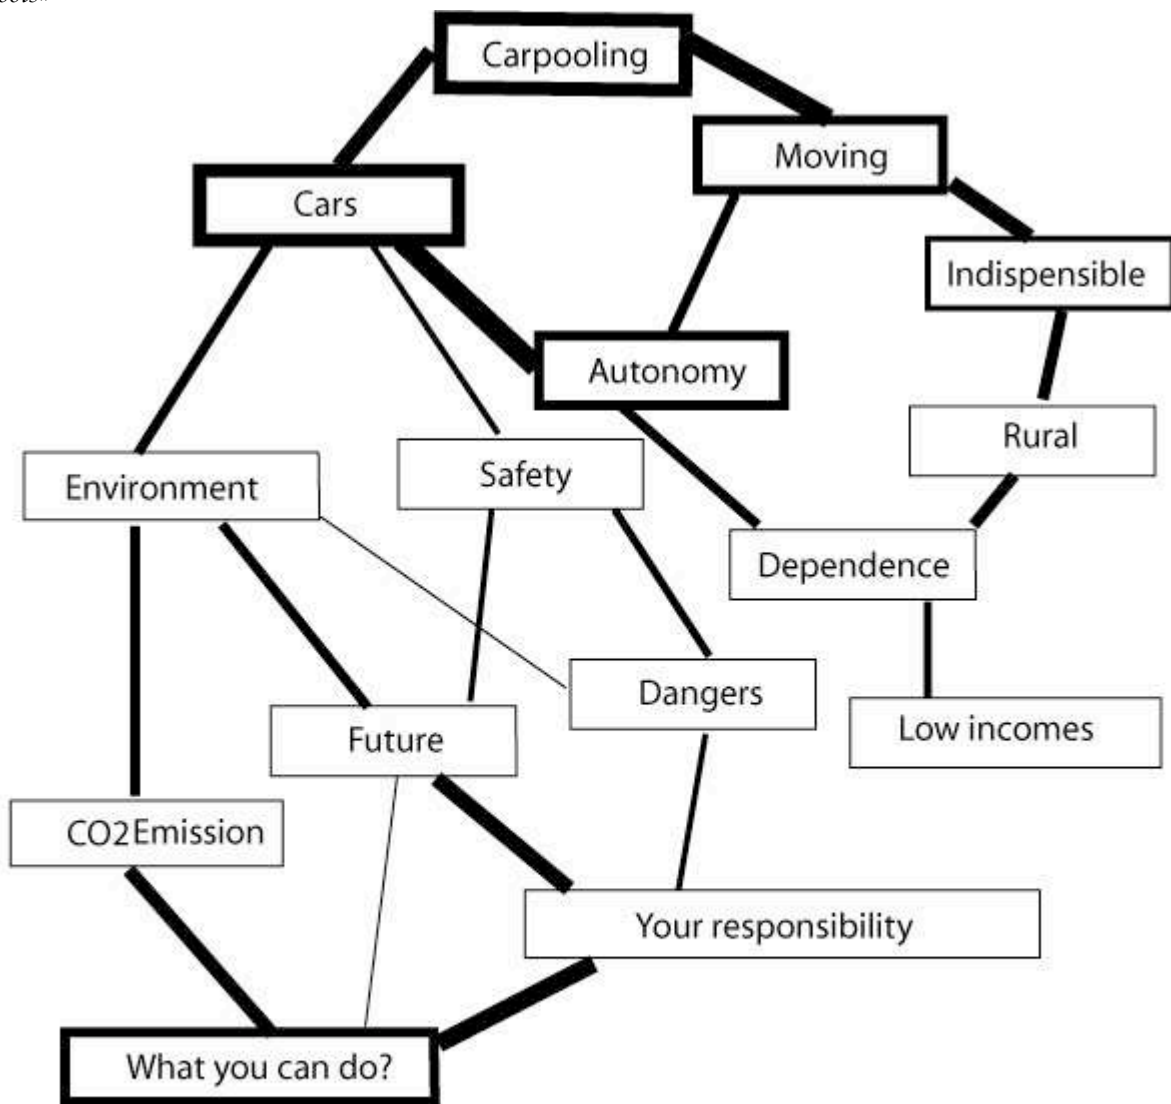 Carpooling
Moving
Cars
Indispensible
Autonomy
Rural
Environment
Safety
Dependence
Dangers
Low incomes
Future
CO2Emission
Your responsibility
What you can do?